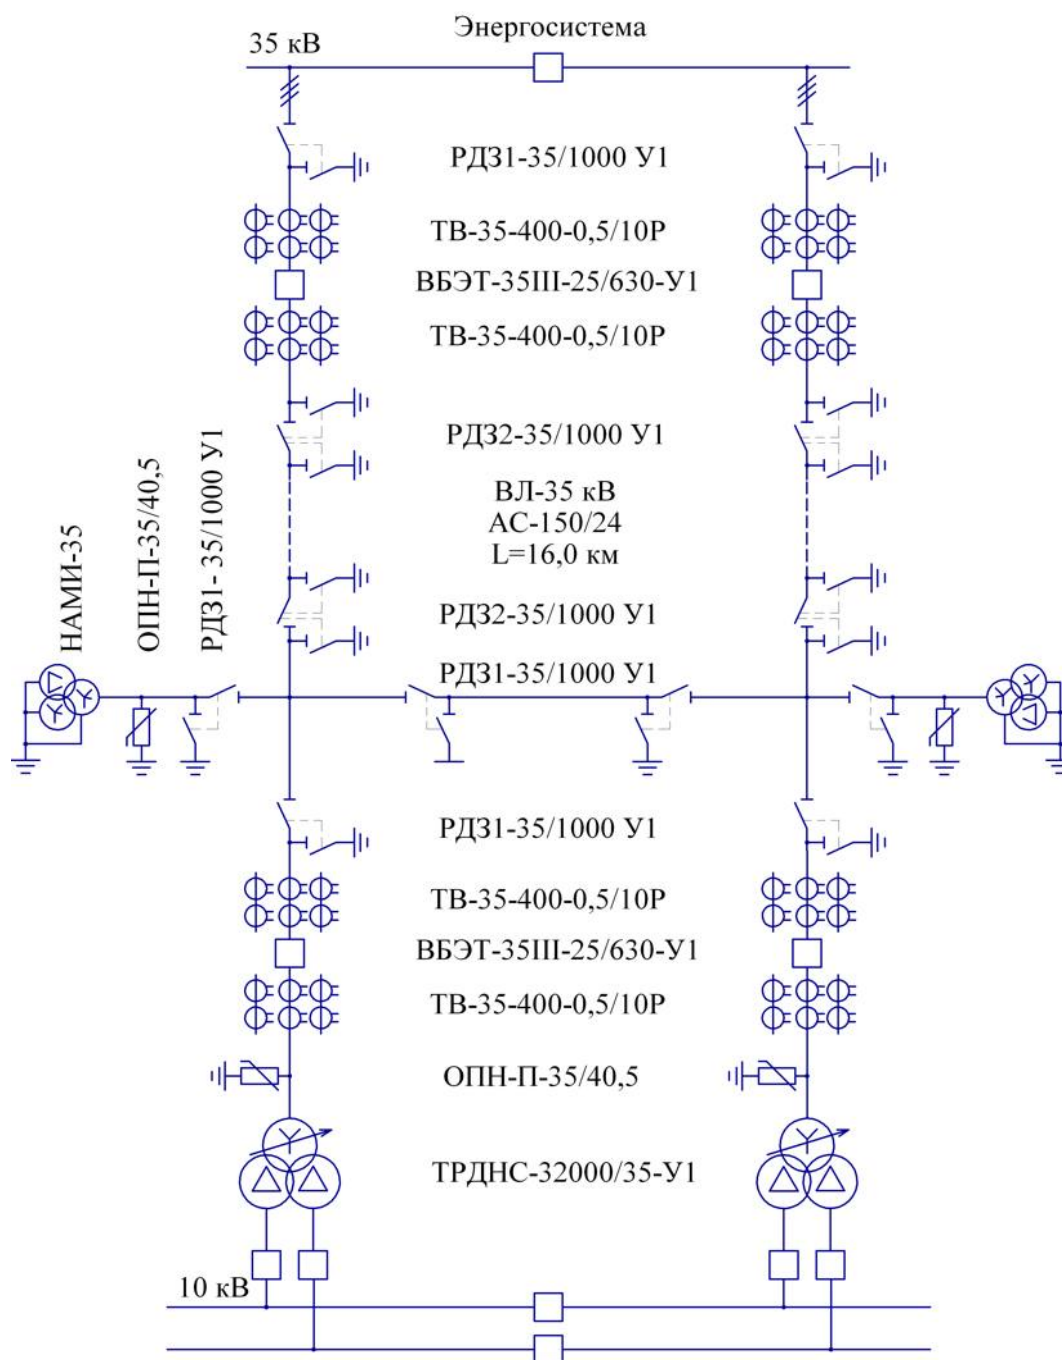 Энергосистема
35 кВ
РДЗ1-35/1000 У1
ТВ-35-400-0,5/10Р
ВБЭТ-35III-25/630-У1
ТВ-35-400-0,5/10Р
РДЗ2-35/1000 У1
ВЛ-35 кВ
АС-150/24
L=16,0 км
НАМИ-35
ОПН-П-35/40,5
РДЗ1- 35/1000 У1
РДЗ2-35/1000 У1
РДЗ1-35/1000 У1
РДЗ1-35/1000 У1
ТВ-35-400-0,5/10Р
ВБЭТ-35III-25/630-У1
ТВ-35-400-0,5/10Р
ОПН-П-35/40,5
ТРДНС-32000/35-У1
10 кВ